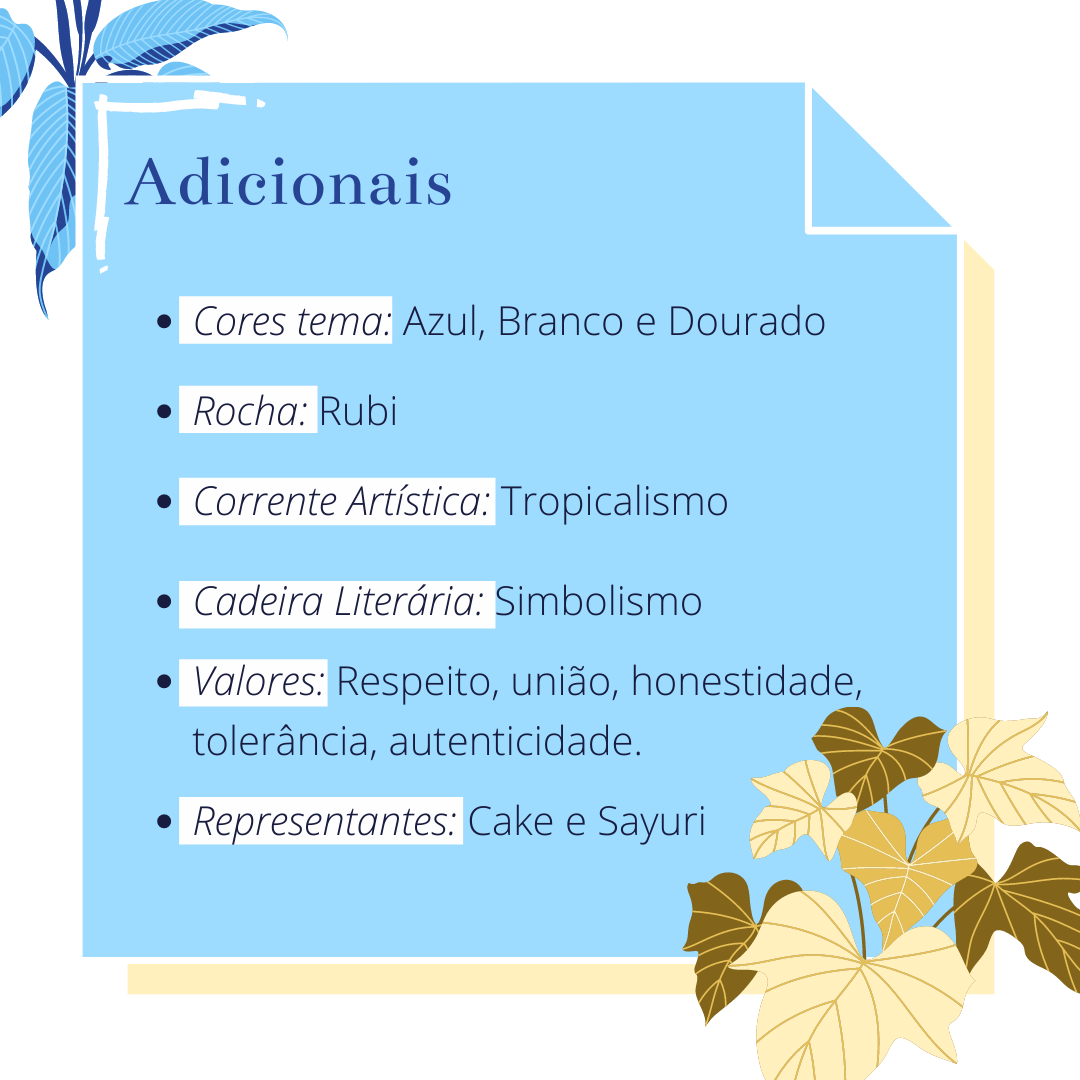 Adicionais
• Cores tema: Azul, Branco e Dourado
• Rocha: Rubi
• Corrente Artística: Tropicalismo
• Cadeira Literária: Simbolismo
• Valores: Respeito, união, honestidade,
tolerância, autenticidade.
• Representantes: Cake e Sayuri